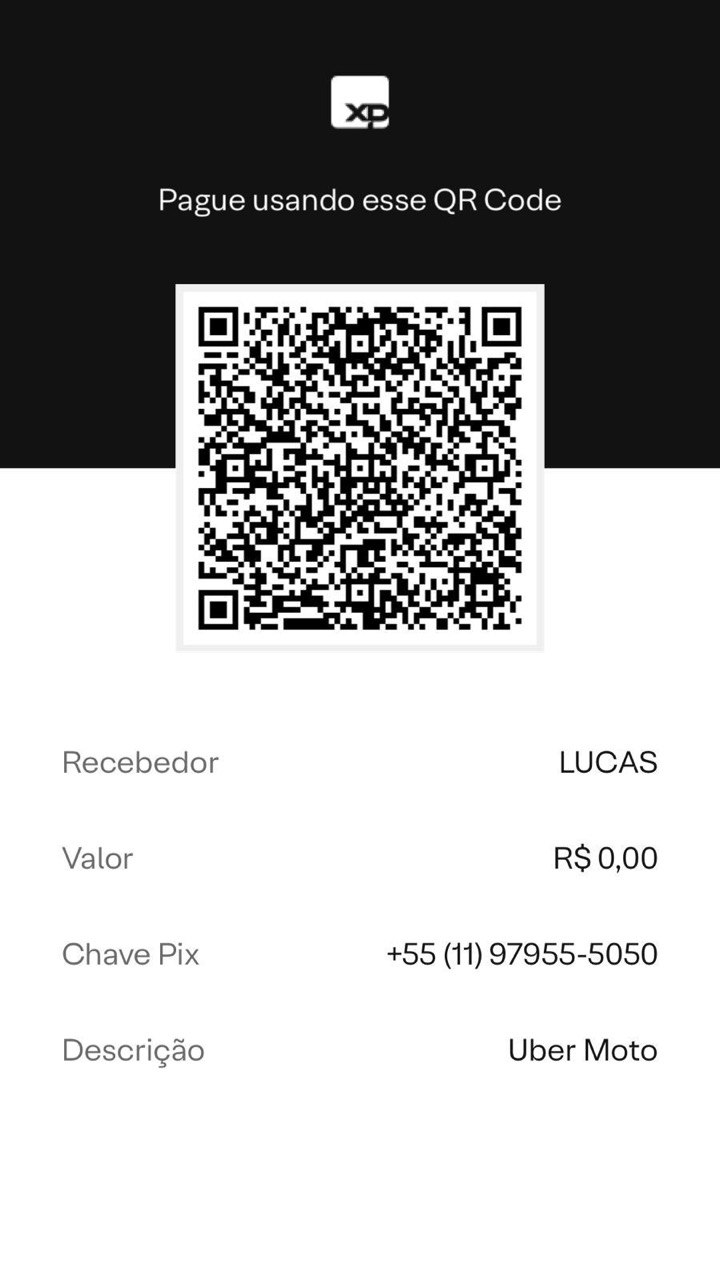 xp
Pague usando esse QR Code
Recebedor LUCAS
Valor R$ 0,00
Chave Pix +55 (11) 97955-5050
Descrição Uber Moto